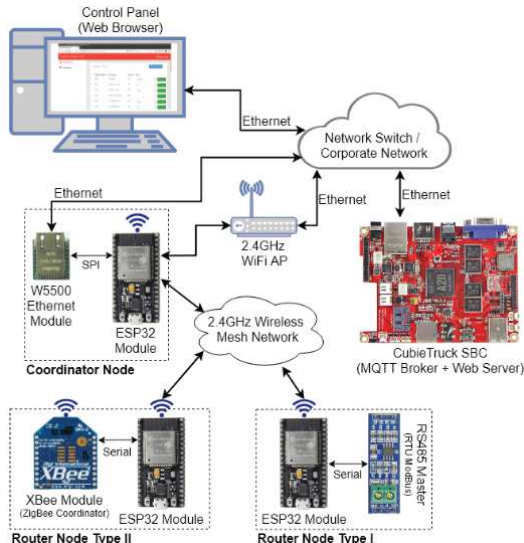 Control Panel
(Web Browser)
Ethernet
Network Switch /
Corporate Network
Ethernet
Ethernet
Ethernet
2.4GHz
WiFi AP
SPI
W5500
Ethernet
Module
ESP32
Module
Coordinator Node
2.4GHz Wireless
Mesh Network
A20
CubieTruck SBC
(MQTT Broker + Web Server)
Serial
XBee
XBee Module
(ZigBee Coordinator)
ESP32 Module
Router Node Type II
Serial
RS485 Master
(RTU ModBus)
ESP32 Module
Router Node Type I